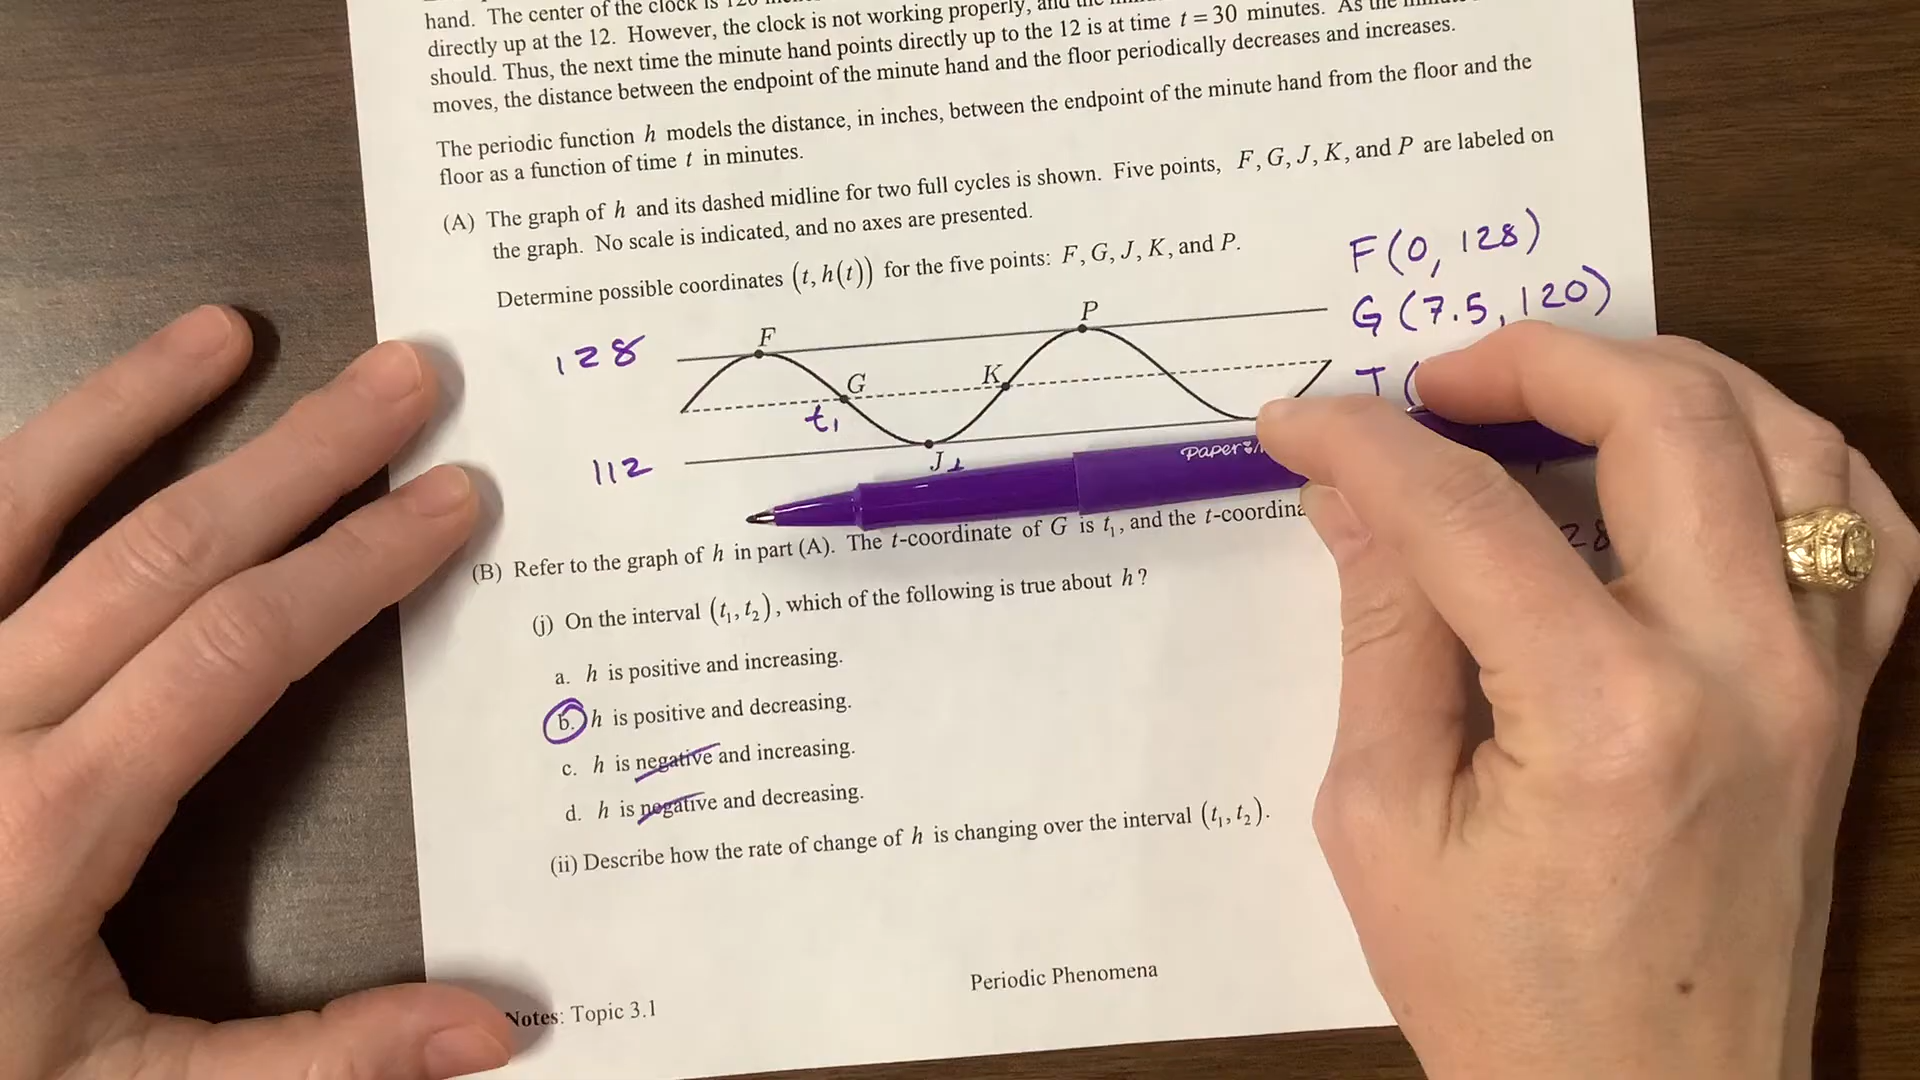 hand. The center of the clock is 120
directly up at the 12. However, the clock is not working properly, and the
should. Thus, the next time the minute hand points directly up to the 12 is at time t = 30 minutes. As the
moves, the distance between the endpoint of the minute hand and the floor periodically decreases and increases.
The periodic function h models the distance, in inches, between the endpoint of the minute hand from the floor and the
floor as a function of time t in minutes.
(A) The graph of h and its dashed midline for two full cycles is shown. Five points, F, G, J, K, and P are labeled on
the graph. No scale is indicated, and no axes are presented.
Determine possible coordinates (t, h(t)) for the five points: F, G, J, K, and P.
F(0, 128)
G(7.5, 120)
J (
28
128
F
P
G
K
t₁
112
J
Paper
(B) Refer to the graph of h in part (A). The t-coordinate of G is t₁, and the
(j) On the interval (t₁, t₂), which of the following is true about h?
a. h is positive and increasing.
b. h is positive and decreasing.
c. h is negative and increasing.
d. h is negative and decreasing.
(ii) Describe how the rate of change of h is changing over the interval (t₁, t₂).
Notes: Topic 3.1
Periodic Phenomena